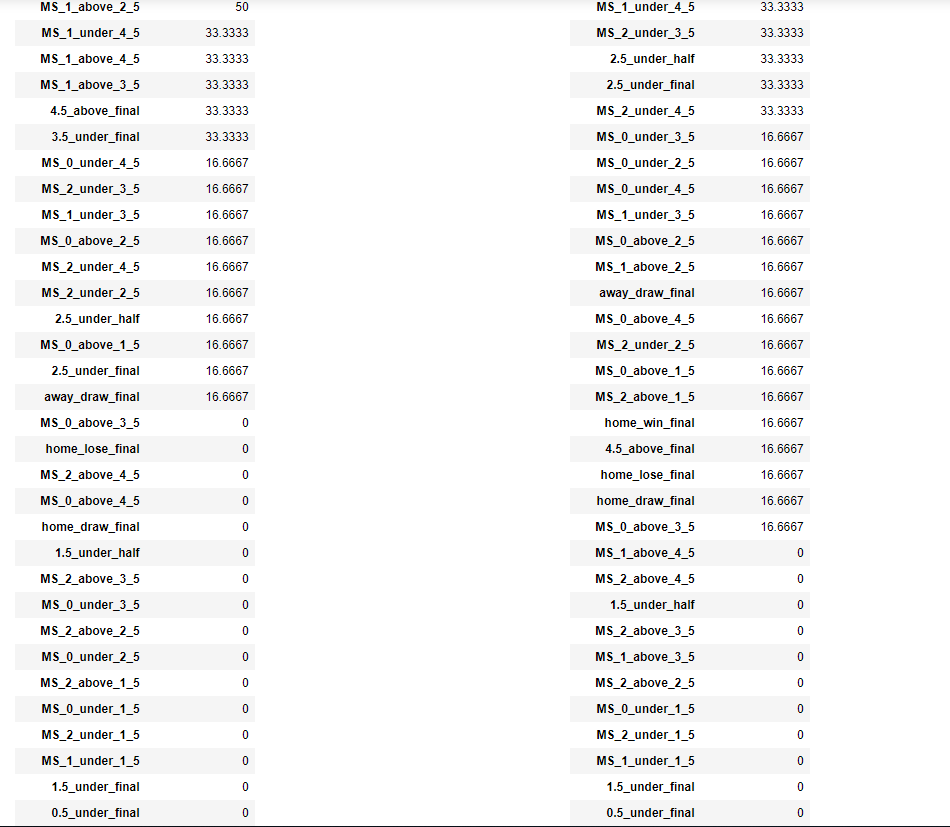 MS_1_above_2_5 50
MS_1_under_4_5 33.3333
MS_1_above_4_5 33.3333
MS_1_above_3_5 33.3333
4.5_above_final 33.3333
3.5_under_final 33.3333
MS_0_under_4_5 16.6667
MS_2_under_3_5 16.6667
MS_1_under_3_5 16.6667
MS_0_above_2_5 16.6667
MS_2_under_4_5 16.6667
MS_2_under_2_5 16.6667
2.5_under_half 16.6667
MS_0_above_1_5 16.6667
2.5_under_final 16.6667
away_draw_final 16.6667
MS_0_above_3_5 0
home_lose_final 0
MS_2_above_4_5 0
MS_0_above_4_5 0
home_draw_final 0
1.5_under_half 0
MS_2_above_3_5 0
MS_0_under_3_5 0
MS_2_above_2_5 0
MS_0_under_2_5 0
MS_2_above_1_5 0
MS_0_under_1_5 0
MS_2_under_1_5 0
MS_1_under_1_5 0
1.5_under_final 0
0.5_under_final 0
MS_1_under_4_5 33.3333
MS_2_under_3_5 33.3333
2.5_under_half 33.3333
2.5_under_final 33.3333
MS_2_under_4_5 33.3333
MS_0_under_3_5 16.6667
MS_0_under_2_5 16.6667
MS_0_under_4_5 16.6667
MS_1_under_3_5 16.6667
MS_0_above_2_5 16.6667
MS_1_above_2_5 16.6667
away_draw_final 16.6667
MS_0_above_4_5 16.6667
MS_2_under_2_5 16.6667
MS_0_above_1_5 16.6667
MS_2_above_1_5 16.6667
home_win_final 16.6667
4.5_above_final 16.6667
home_lose_final 16.6667
home_draw_final 16.6667
MS_0_above_3_5 16.6667
MS_1_above_4_5 0
MS_2_above_4_5 0
1.5_under_half 0
MS_2_above_3_5 0
MS_1_above_3_5 0
MS_2_above_2_5 0
MS_0_under_1_5 0
MS_2_under_1_5 0
MS_1_under_1_5 0
1.5_under_final 0
0.5_under_final 0